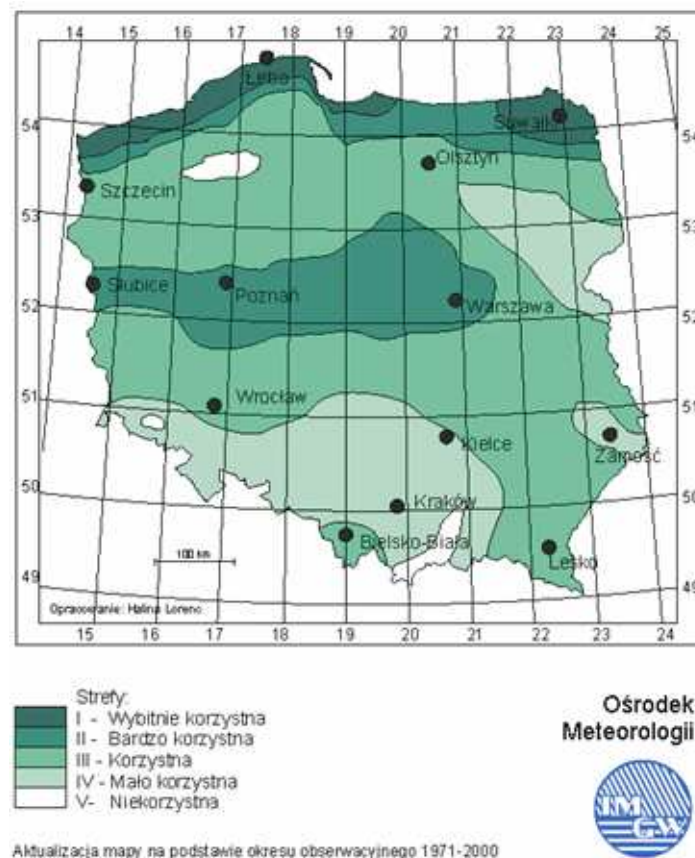 14 15 16 17 18 19 20 21 22 23 24 25
Łeba
54 Suwałki 54
Olsztyn
Szczecin
53 53
Słubice Poznań
52 Warszawa 52
51 Wrocław 51
Kielce Zamość
50 Kraków 50
Bielsko-Biała
100 km Lesko
49 49
Opracowanie: Halina Lorenc
15 16 17 18 19 20 21 22 23 24
Strefy:
I - Wybitnie korzystna
II - Bardzo korzystna
III - Korzystna
IV - Mało korzystna
V- Niekorzystna
Ośrodek
Meteorologii
IM
GW
Aktualizacja mapy na podstawie okresu obserwacyjnego 1971-2000